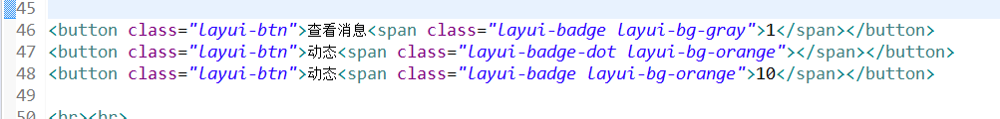 45
46 <button class="layui-btn">查看消息<span class="layui-badge layui-bg-gray">1</span></button>
47 <button class="layui-btn">动态<span class="layui-badge-dot layui-bg-orange"></span></button>
48 <button class="layui-btn">动态<span class="layui-badge layui-bg-orange">10</span></button>
49
50 <br><br>